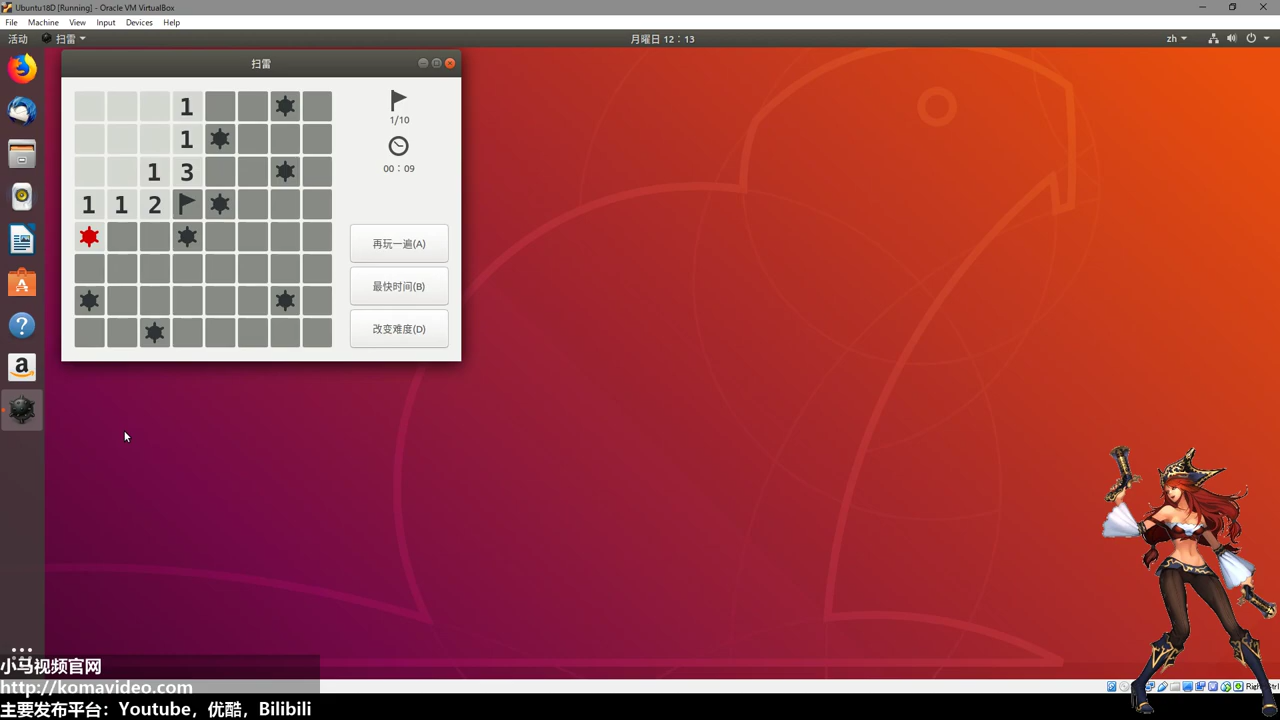 Ubuntu18D [Running] - Oracle VM VirtualBox
File Machine View Input Devices Help
活动 扫雷 月曜日 12：13 zh
扫雷
1
1
1 3
1 1 2
1/10
00：09
再玩一遍(A)
最快时间(B)
改变难度(D)
a
小马视频官网
http://komavideo.com
主要发布平台：Youtube，优酷，Bilibili